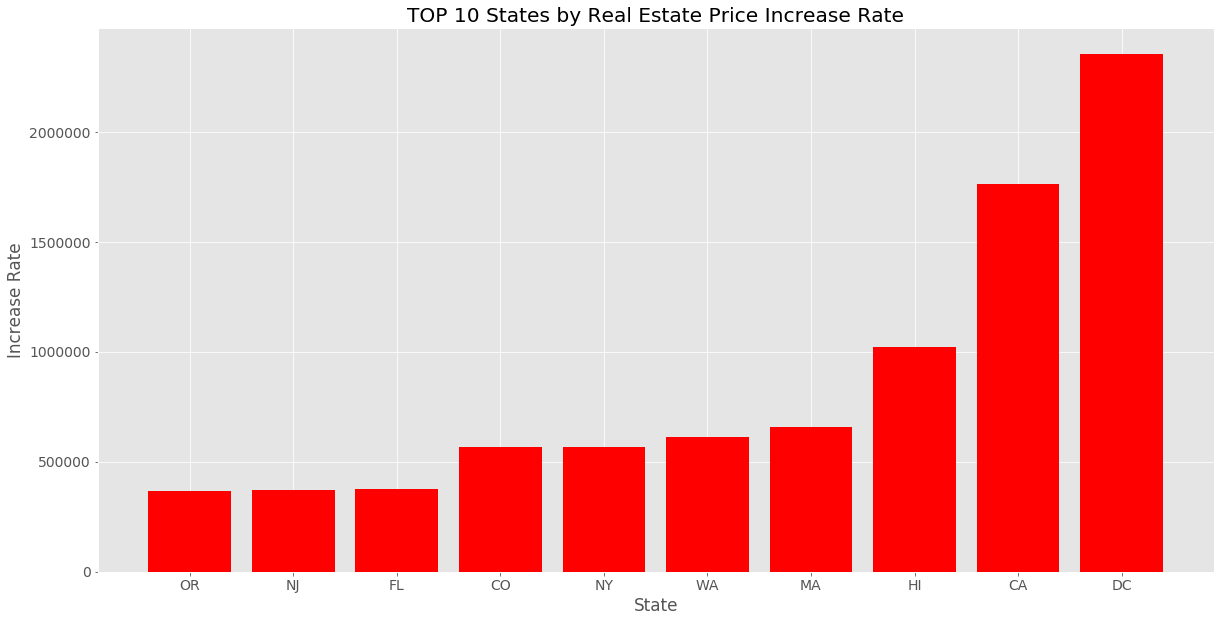 TOP 10 States by Real Estate Price Increase Rate
Increase Rate
2000000
1500000
1000000
500000
0
OR NJ FL CO NY WA MA HI CA DC
State